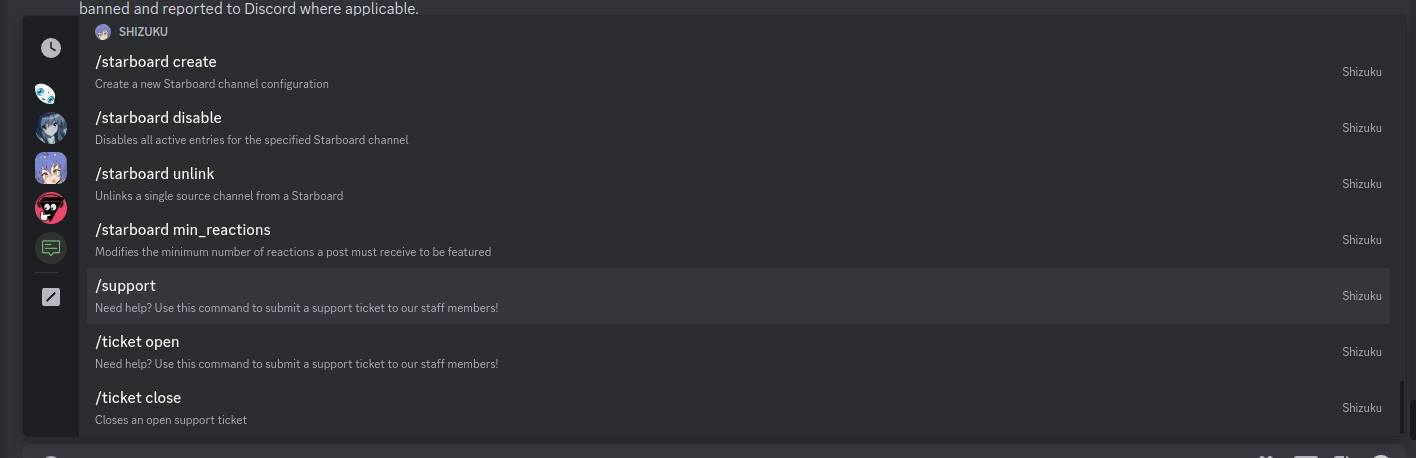 banned and reported to Discord where applicable.
SHIZUKU
/starboard create
Shizuku
Create a new Starboard channel configuration
/starboard disable
Shizuku
Disables all active entries for the specified Starboard channel
/starboard unlink
Shizuku
Unlinks a single source channel from a Starboard
/starboard min_reactions
Shizuku
Modifies the minimum number of reactions a post must receive to be featured
/support
Shizuku
Need help? Use this command to submit a support ticket to our staff members!
/ticket open
Shizuku
Need help? Use this command to submit a support ticket to our staff members!
/ticket close
Shizuku
Closes an open support ticket